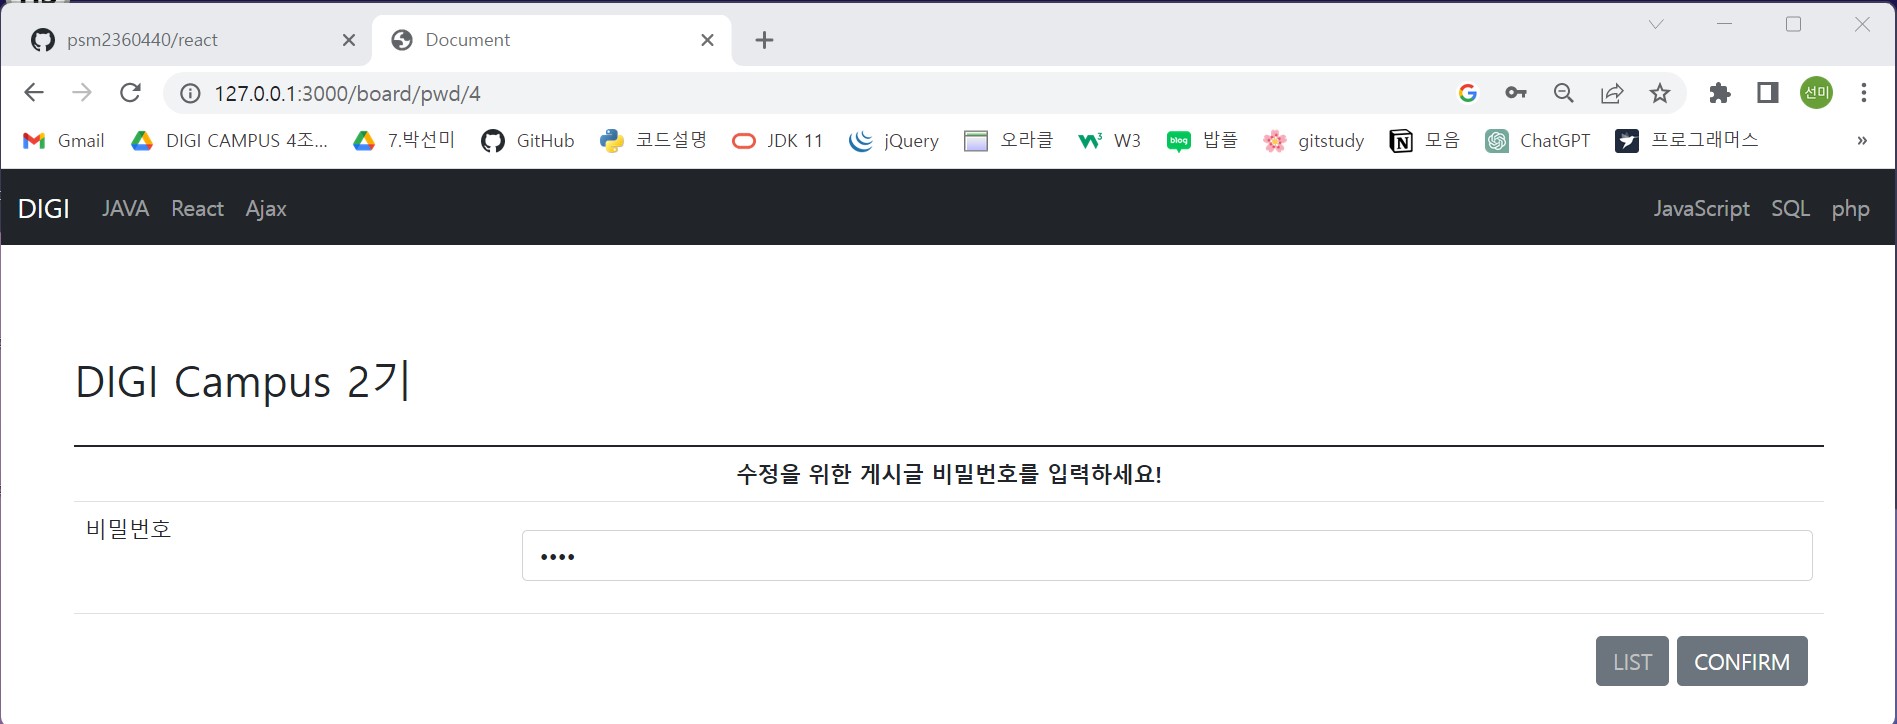 psm2360440/react
Document
127.0.0.1:3000/board/pwd/4
선미
Gmail DIGI CAMPUS 4조... 7.박선미 GitHub 코드설명 JDK 11 jQuery 오라클 W3 blog 밥플 gitstudy 모음 ChatGPT 프로그래머스 »
DIGI JAVA React Ajax JavaScript SQL php
DIGI Campus 2기
수정을 위한 게시글 비밀번호를 입력하세요!
비밀번호
••••
LIST CONFIRM